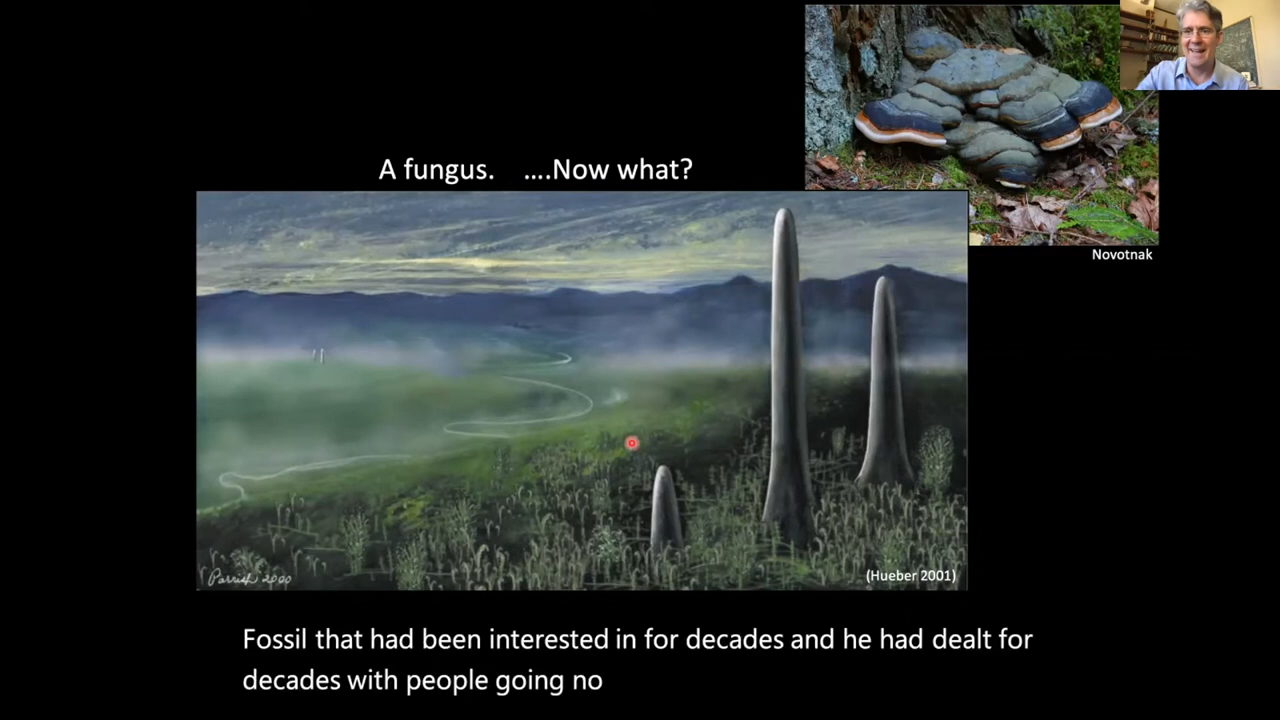 A fungus. ....Now what?
Novotnak
Parrish 2000
(Hueber 2001)
Fossil that had been interested in for decades and he had dealt for
decades with people going no